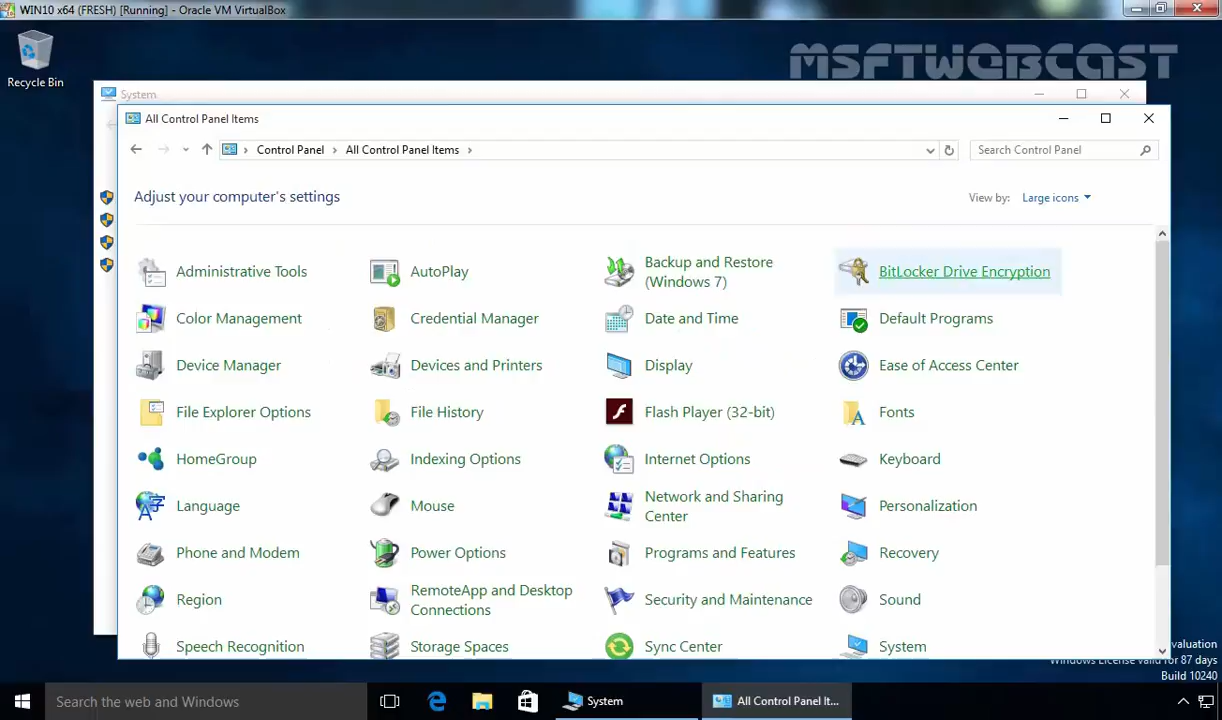 WIN10 x64 (FRESH) [Running] - Oracle VM VirtualBox
MSFTWEBCAST
Recycle Bin
System
All Control Panel Items
Control Panel
All Control Panel Items
Search Control Panel
Adjust your computer's settings
View by:
Large icons
Administrative Tools
AutoPlay
Backup and Restore
(Windows 7)
BitLocker Drive Encryption
Color Management
Credential Manager
Date and Time
Default Programs
Device Manager
Devices and Printers
Display
Ease of Access Center
File Explorer Options
File History
Flash Player (32-bit)
Fonts
HomeGroup
Indexing Options
Internet Options
Keyboard
Language
Mouse
Network and Sharing
Center
Personalization
Phone and Modem
Power Options
Programs and Features
Recovery
Region
RemoteApp and Desktop
Connections
Security and Maintenance
Sound
Speech Recognition
Storage Spaces
Sync Center
System
valuation
Windows License valid for 87 days
Build 10240
Search the web and Windows
System
All Control Panel It...